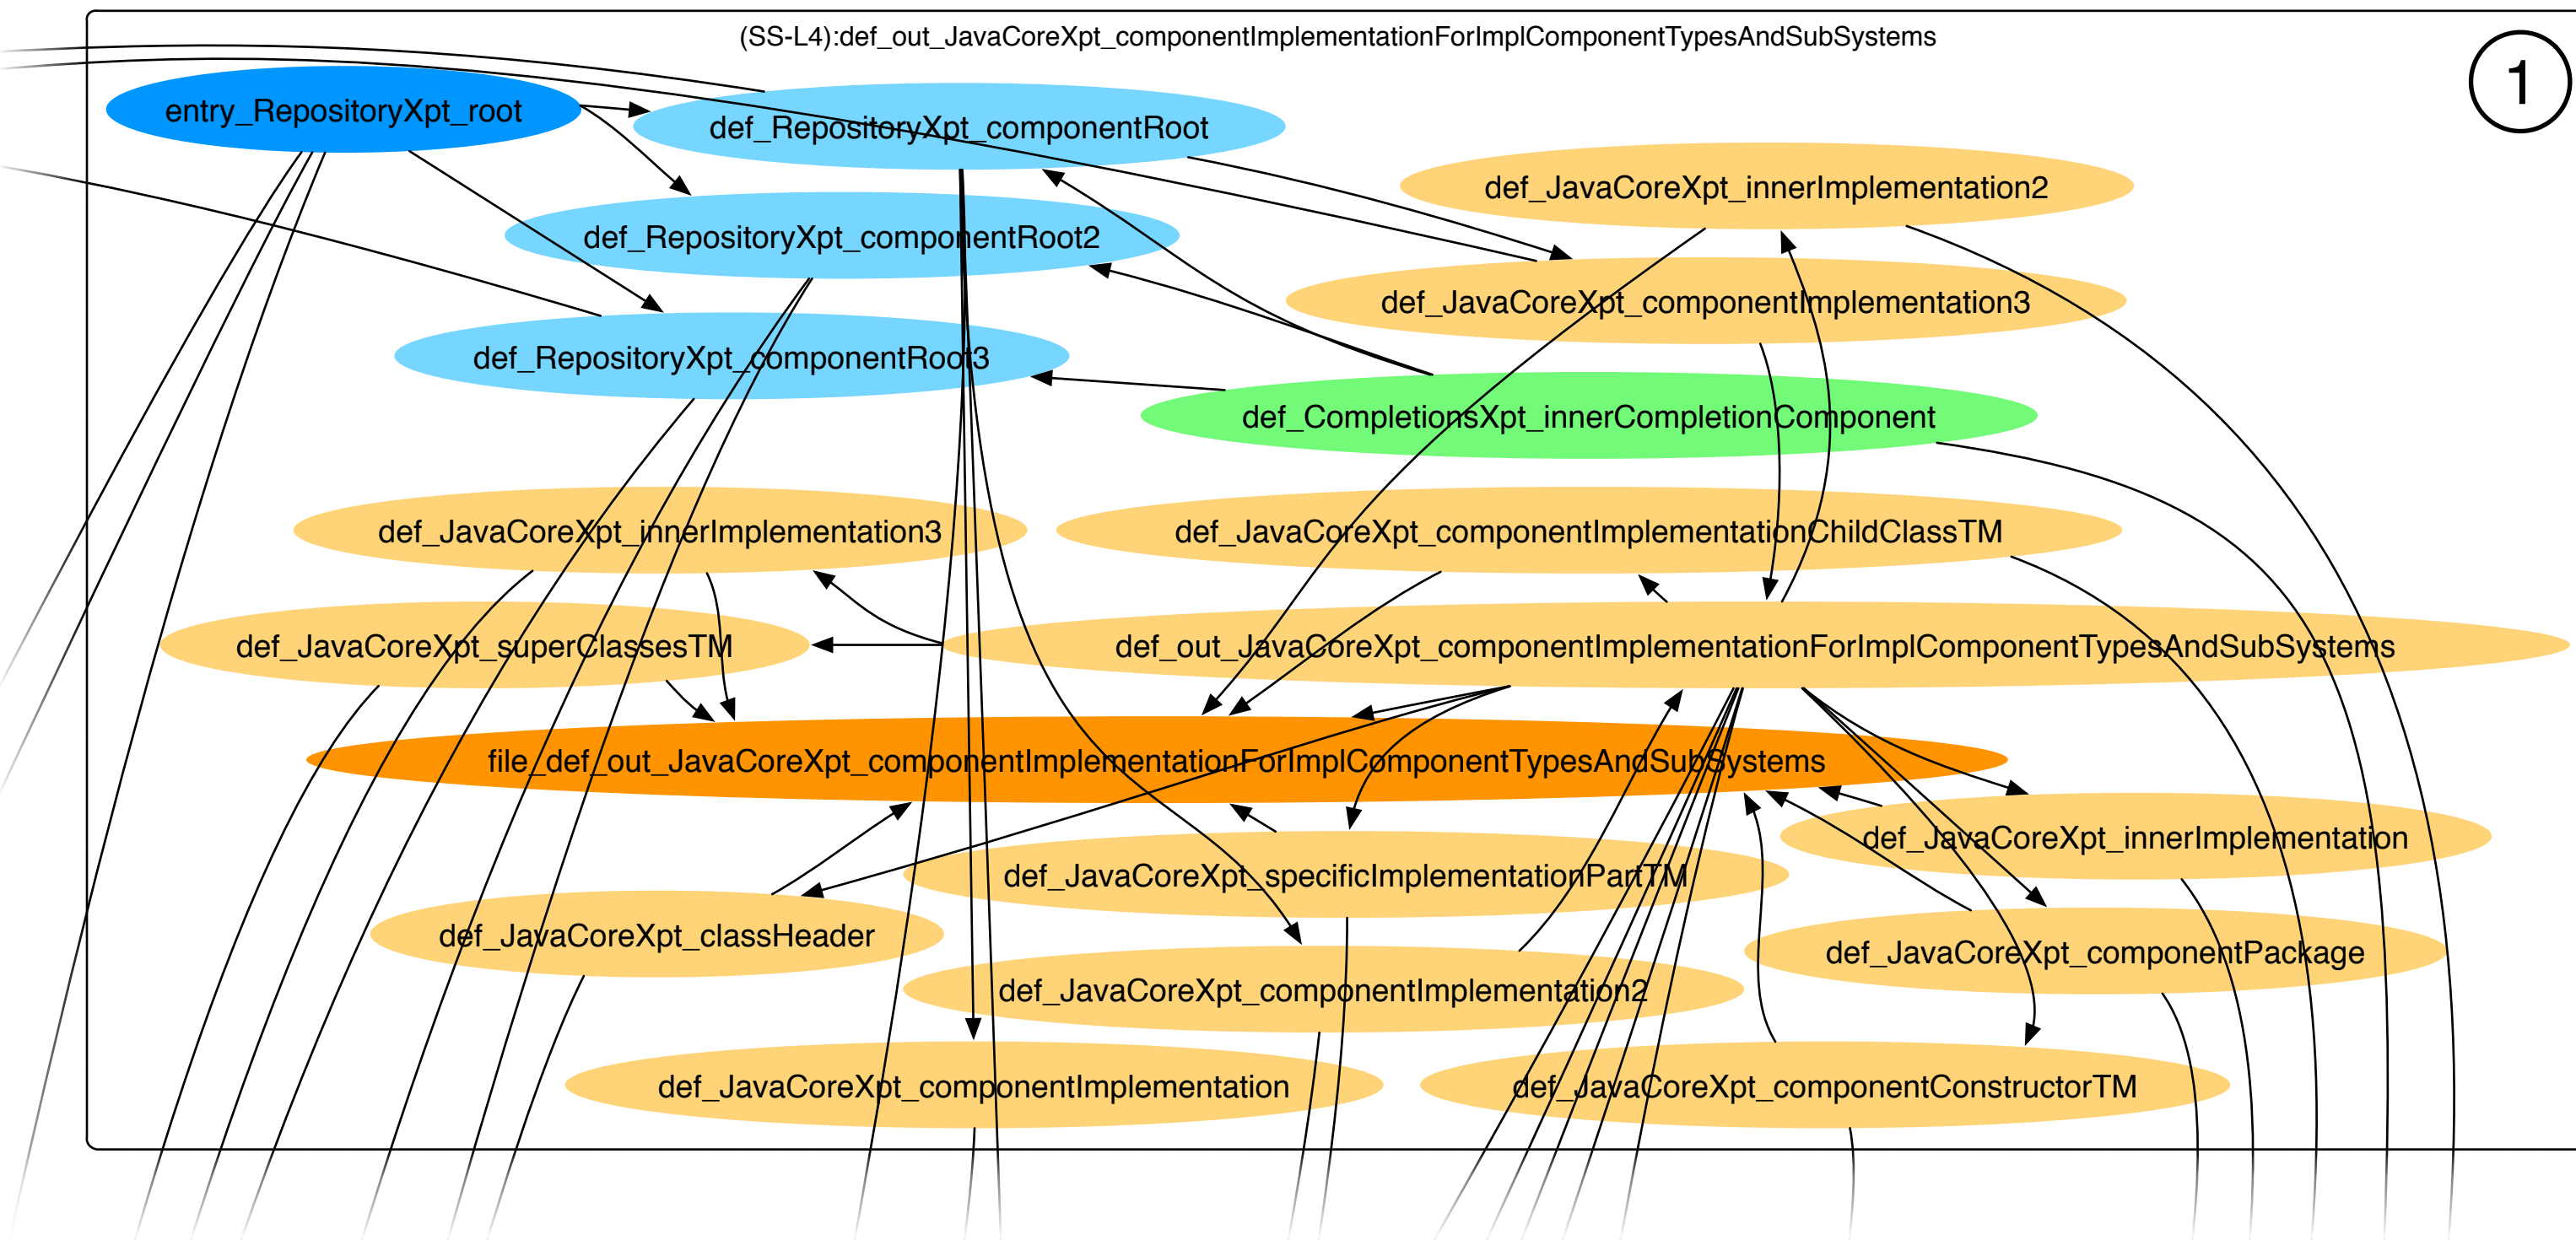 (SS-L4):def_out_JavaCoreXpt_componentImplementationForImplComponentTypesAndSubSystems
1
entry_RepositoryXpt_root
def_RepositoryXpt_componentRoot
def_JavaCoreXpt_innerImplementation2
def_RepositoryXpt_componentRoot2
def_JavaCoreXpt_componentImplementation3
def_RepositoryXpt_componentRoot3
def_CompletionsXpt_innerCompletionComponent
def_JavaCoreXpt_innerImplementation3
def_JavaCoreXpt_componentImplementationChildClassTM
def_JavaCoreXpt_superClassesTM
def_out_JavaCoreXpt_componentImplementationForImplComponentTypesAndSubSystems
file_def_out_JavaCoreXpt_componentImplementationForImplComponentTypesAndSubSystems
def_JavaCoreXpt_innerImplementation
def_JavaCoreXpt_specificImplementationPartTM
def_JavaCoreXpt_classHeader
def_JavaCoreXpt_componentPackage
def_JavaCoreXpt_componentImplementation2
def_JavaCoreXpt_componentImplementation
def_JavaCoreXpt_componentConstructorTM